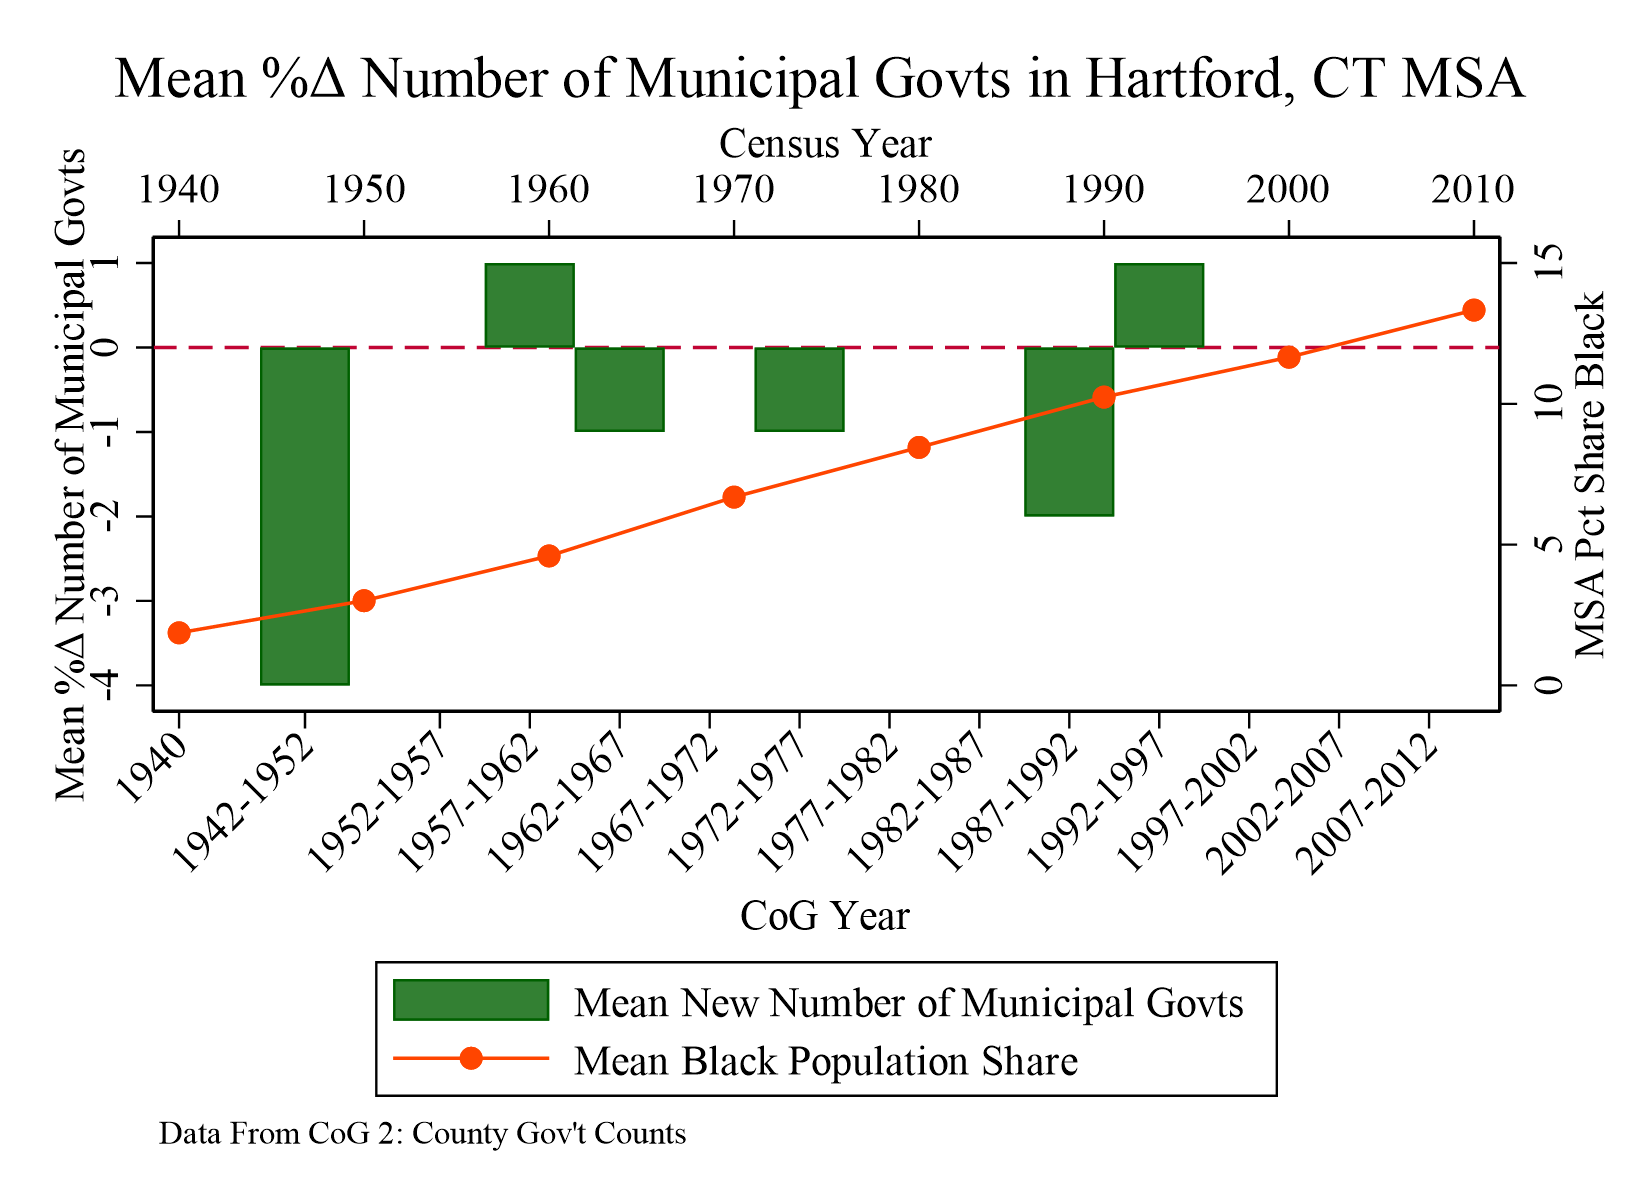 Mean %Δ Number of Municipal Govts in Hartford, CT MSA
Census Year
1940 1950 1960 1970 1980 1990 2000 2010
Mean %Δ Number of Municipal Govts
1
0
-1
-2
-3
-4
15
10
5
0
MSA Pct Share Black
1940
1942-1952
1952-1957
1957-1962
1962-1967
1967-1972
1972-1977
1977-1982
1982-1987
1987-1992
1992-1997
1997-2002
2002-2007
2007-2012
CoG Year
Mean New Number of Municipal Govts
Mean Black Population Share
Data From CoG 2: County Gov't Counts